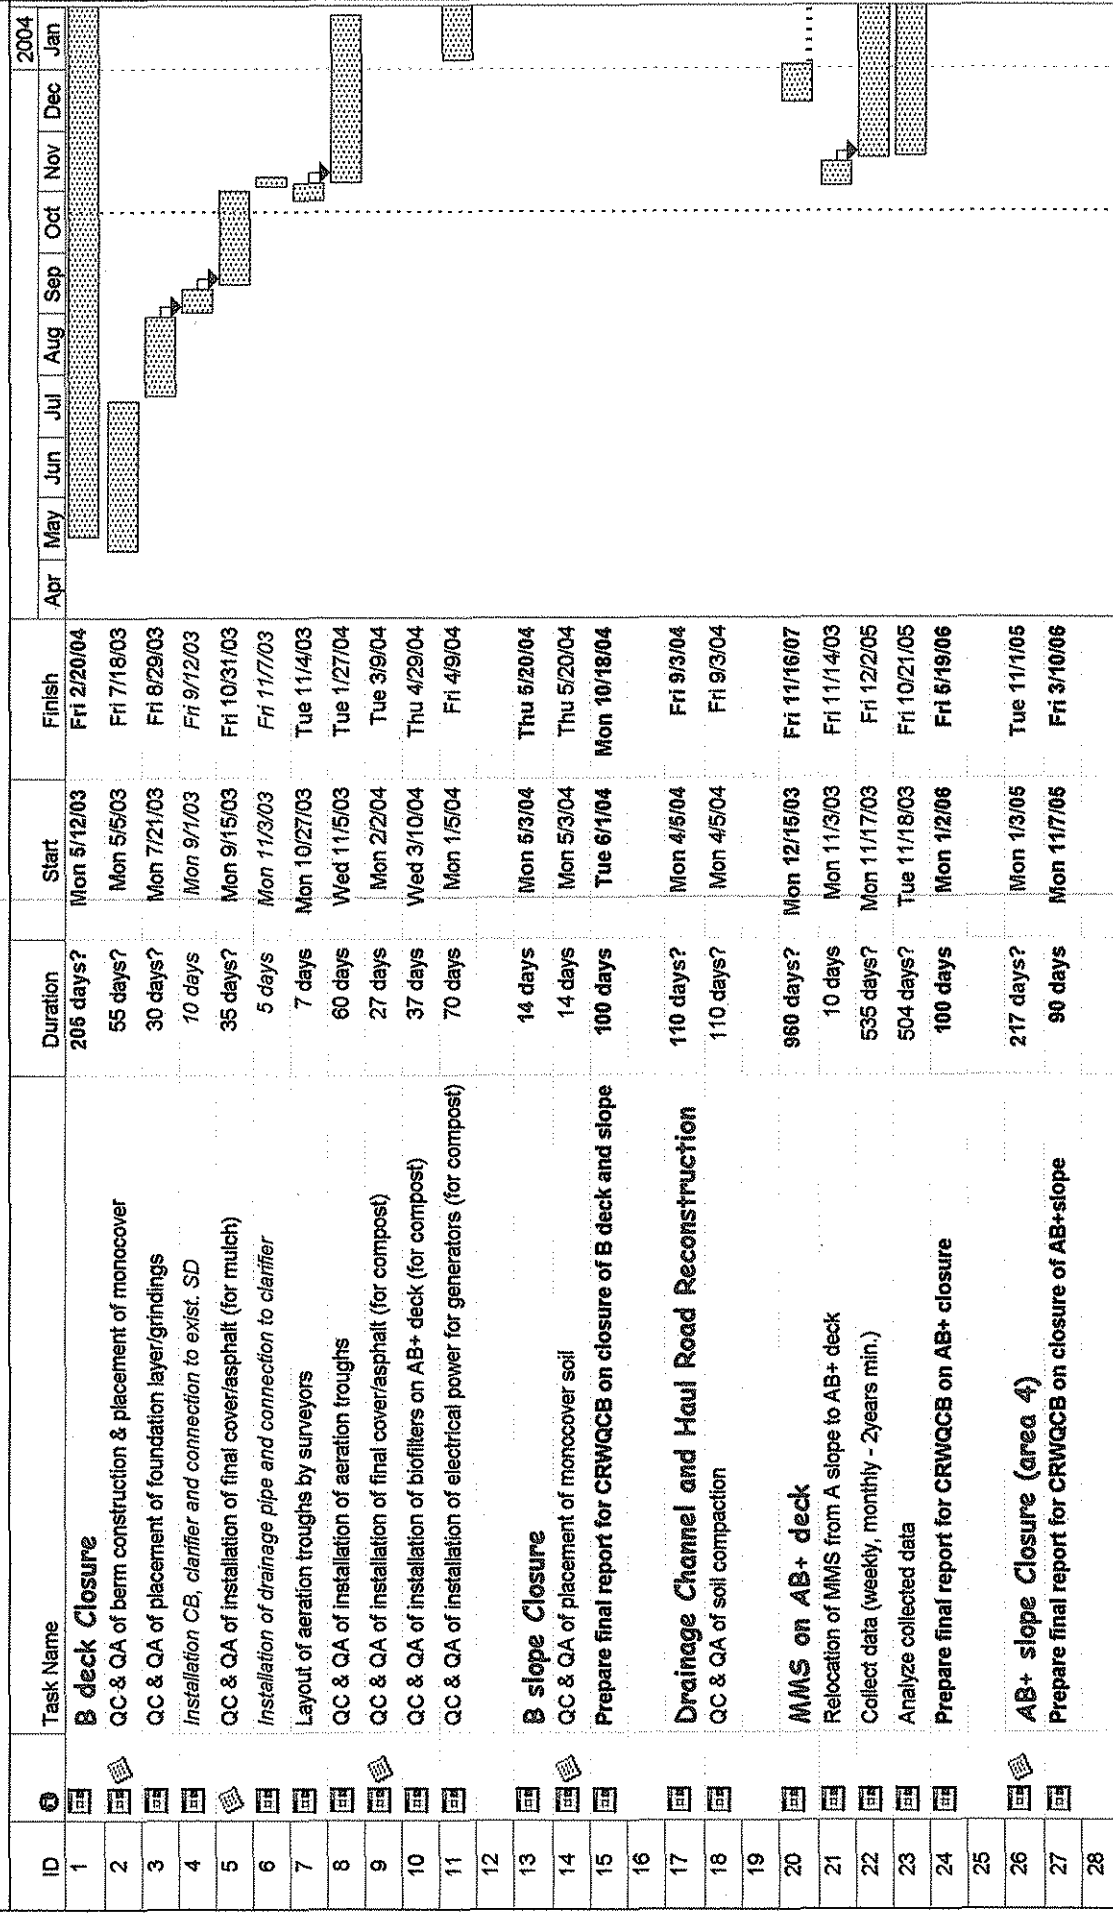 ID Task Name Duration Start Finish Apr May Jun Jul Aug Sep Oct Nov Dec 2004 Jan
1 B deck Closure 205 days? Mon 5/12/03 Fri 2/20/04
2 QC & QA of berm construction & placement of monocover 55 days? Mon 5/5/03 Fri 7/18/03
3 QC & QA of placement of foundation layer/grindings 30 days? Mon 7/21/03 Fri 8/29/03
4 Installation CB, clarifier and connection to exist. SD 10 days Mon 9/1/03 Fri 9/12/03
5 QC & QA of installation of final cover/asphalt (for mulch) 35 days? Mon 9/15/03 Fri 10/31/03
6 Installation of drainage pipe and connection to clarifier 5 days Mon 11/3/03 Fri 11/7/03
7 Layout of aeration troughs by surveyors 7 days Mon 10/27/03 Tue 11/4/03
8 QC & QA of installation of aeration troughs 60 days Wed 11/5/03 Tue 1/27/04
9 QC & QA of installation of final cover/asphalt (for compost) 27 days Mon 2/2/04 Tue 3/9/04
10 QC & QA of installation of biofilters on AB+ deck (for compost) 37 days Wed 3/10/04 Thu 4/29/04
11 QC & QA of installation of electrical power for generators (for compost) 70 days Mon 1/5/04 Fri 4/9/04
12
13 B slope Closure 14 days Mon 5/3/04 Thu 5/20/04
14 QC & QA of placement of monocover soil 14 days Mon 5/3/04 Thu 5/20/04
15 Prepare final report for CRWQCB on closure of B deck and slope 100 days Tue 6/1/04 Mon 10/18/04
16
17 Drainage Channel and Haul Road Reconstruction 110 days? Mon 4/5/04 Fri 9/3/04
18 QC & QA of soil compaction 110 days? Mon 4/5/04 Fri 9/3/04
19
20 MMS on AB+ deck 960 days? Mon 12/15/03 Fri 11/16/07
21 Relocation of MMS from A slope to AB+ deck 10 days Mon 11/3/03 Fri 11/14/03
22 Collect data (weekly, monthly - 2years min.) 535 days? Mon 11/17/03 Fri 12/2/05
23 Analyze collected data 504 days? Tue 11/18/03 Fri 10/21/05
24 Prepare final report for CRWQCB on AB+ closure 100 days Mon 1/2/06 Fri 5/19/06
25
26 AB+ slope Closure (area 4) 217 days? Mon 1/3/05 Tue 11/1/05
27 Prepare final report for CRWQCB on closure of AB+slope 90 days Mon 11/7/05 Fri 3/10/06
28